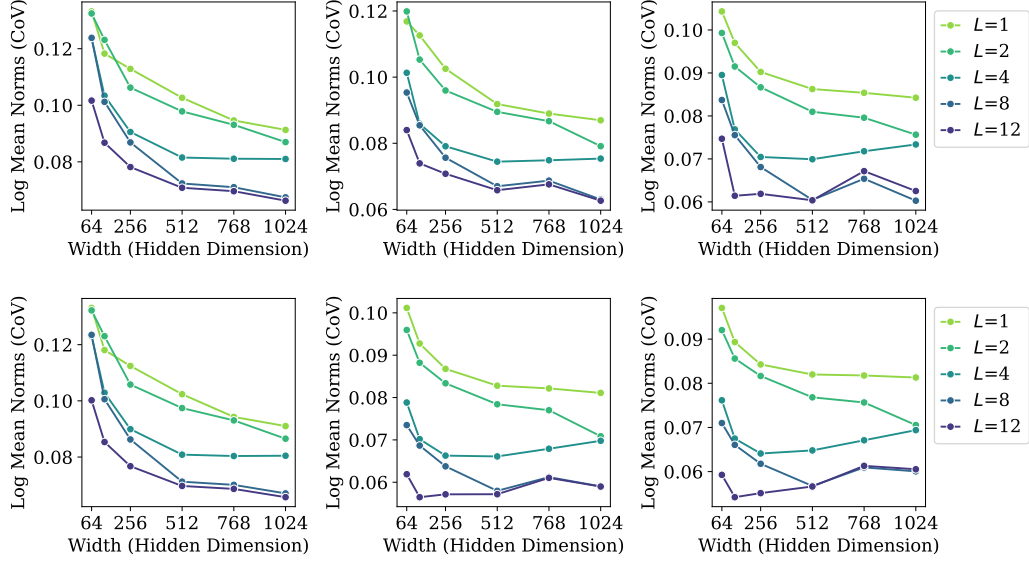 Log Mean Norms (CoV)
0.12
0.10
0.08
64 256 512 768 1024
Width (Hidden Dimension)
Log Mean Norms (CoV)
0.12
0.10
0.08
0.06
64 256 512 768 1024
Width (Hidden Dimension)
Log Mean Norms (CoV)
0.10
0.09
0.08
0.07
0.06
64 256 512 768 1024
Width (Hidden Dimension)
L=1
L=2
L=4
L=8
L=12
Log Mean Norms (CoV)
0.12
0.10
0.08
64 256 512 768 1024
Width (Hidden Dimension)
Log Mean Norms (CoV)
0.10
0.09
0.08
0.07
0.06
64 256 512 768 1024
Width (Hidden Dimension)
Log Mean Norms (CoV)
0.09
0.08
0.07
0.06
64 256 512 768 1024
Width (Hidden Dimension)
L=1
L=2
L=4
L=8
L=12